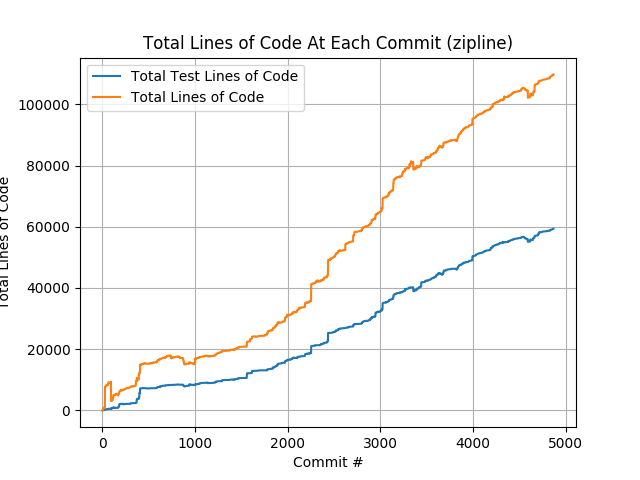 Total Lines of Code At Each Commit (zipline)
Total Test Lines of Code
Total Lines of Code
100000
80000
60000
40000
20000
0
Total Lines of Code
0 1000 2000 3000 4000 5000
Commit #